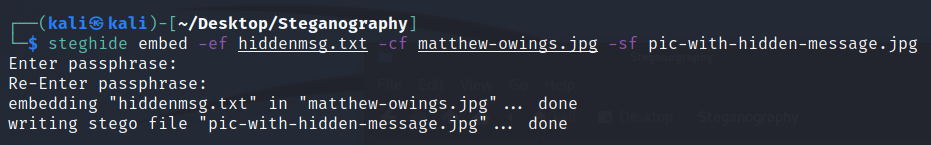 ┌──(kali㉿kali)-[~/Desktop/Steganography]
└─$ steghide embed -ef hiddenmsg.txt -cf matthew-owings.jpg -sf pic-with-hidden-message.jpg
Enter passphrase:
Re-Enter passphrase:
embedding "hiddenmsg.txt" in "matthew-owings.jpg"... done
writing stego file "pic-with-hidden-message.jpg"... done